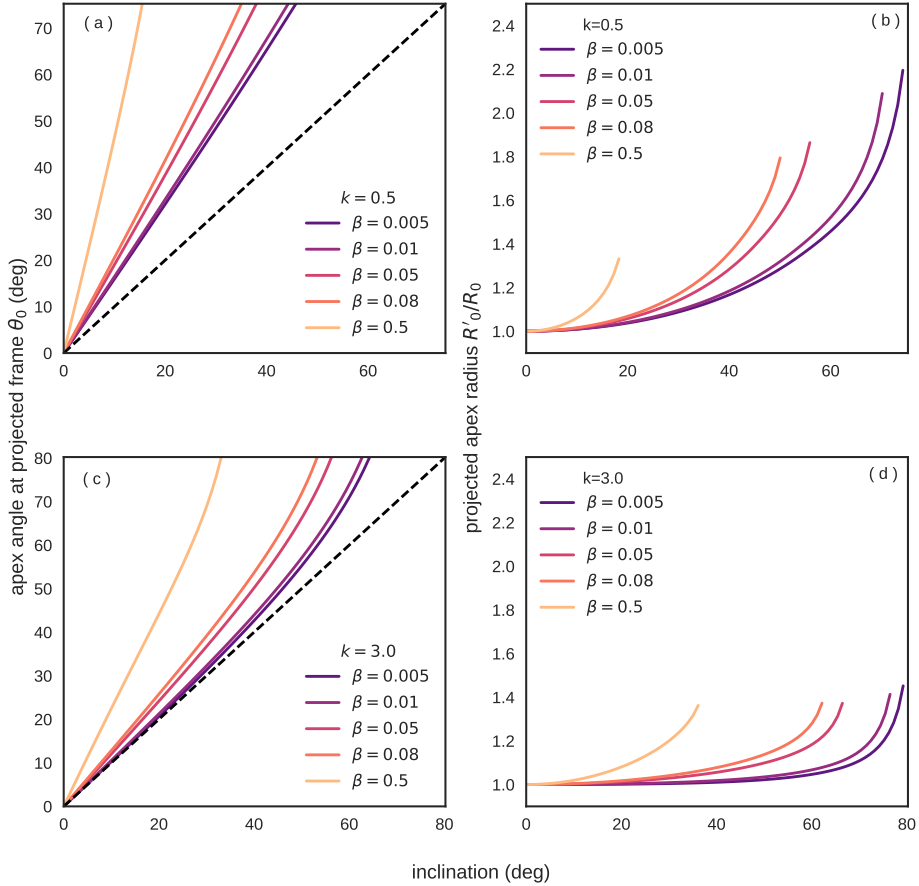 apex angle at projected frame θ₀ (deg)
( a )
70
60
50
40
30
20
10
0
k = 0.5
β = 0.005
β = 0.01
β = 0.05
β = 0.08
β = 0.5
0 20 40 60
projected apex radius R′₀/R₀
( b )
2.4
2.2
2.0
1.8
1.6
1.4
1.2
1.0
k=0.5
β = 0.005
β = 0.01
β = 0.05
β = 0.08
β = 0.5
0 20 40 60
( c )
80
70
60
50
40
30
20
10
0
k = 3.0
β = 0.005
β = 0.01
β = 0.05
β = 0.08
β = 0.5
0 20 40 60 80
( d )
2.4
2.2
2.0
1.8
1.6
1.4
1.2
1.0
k=3.0
β = 0.005
β = 0.01
β = 0.05
β = 0.08
β = 0.5
0 20 40 60 80
inclination (deg)